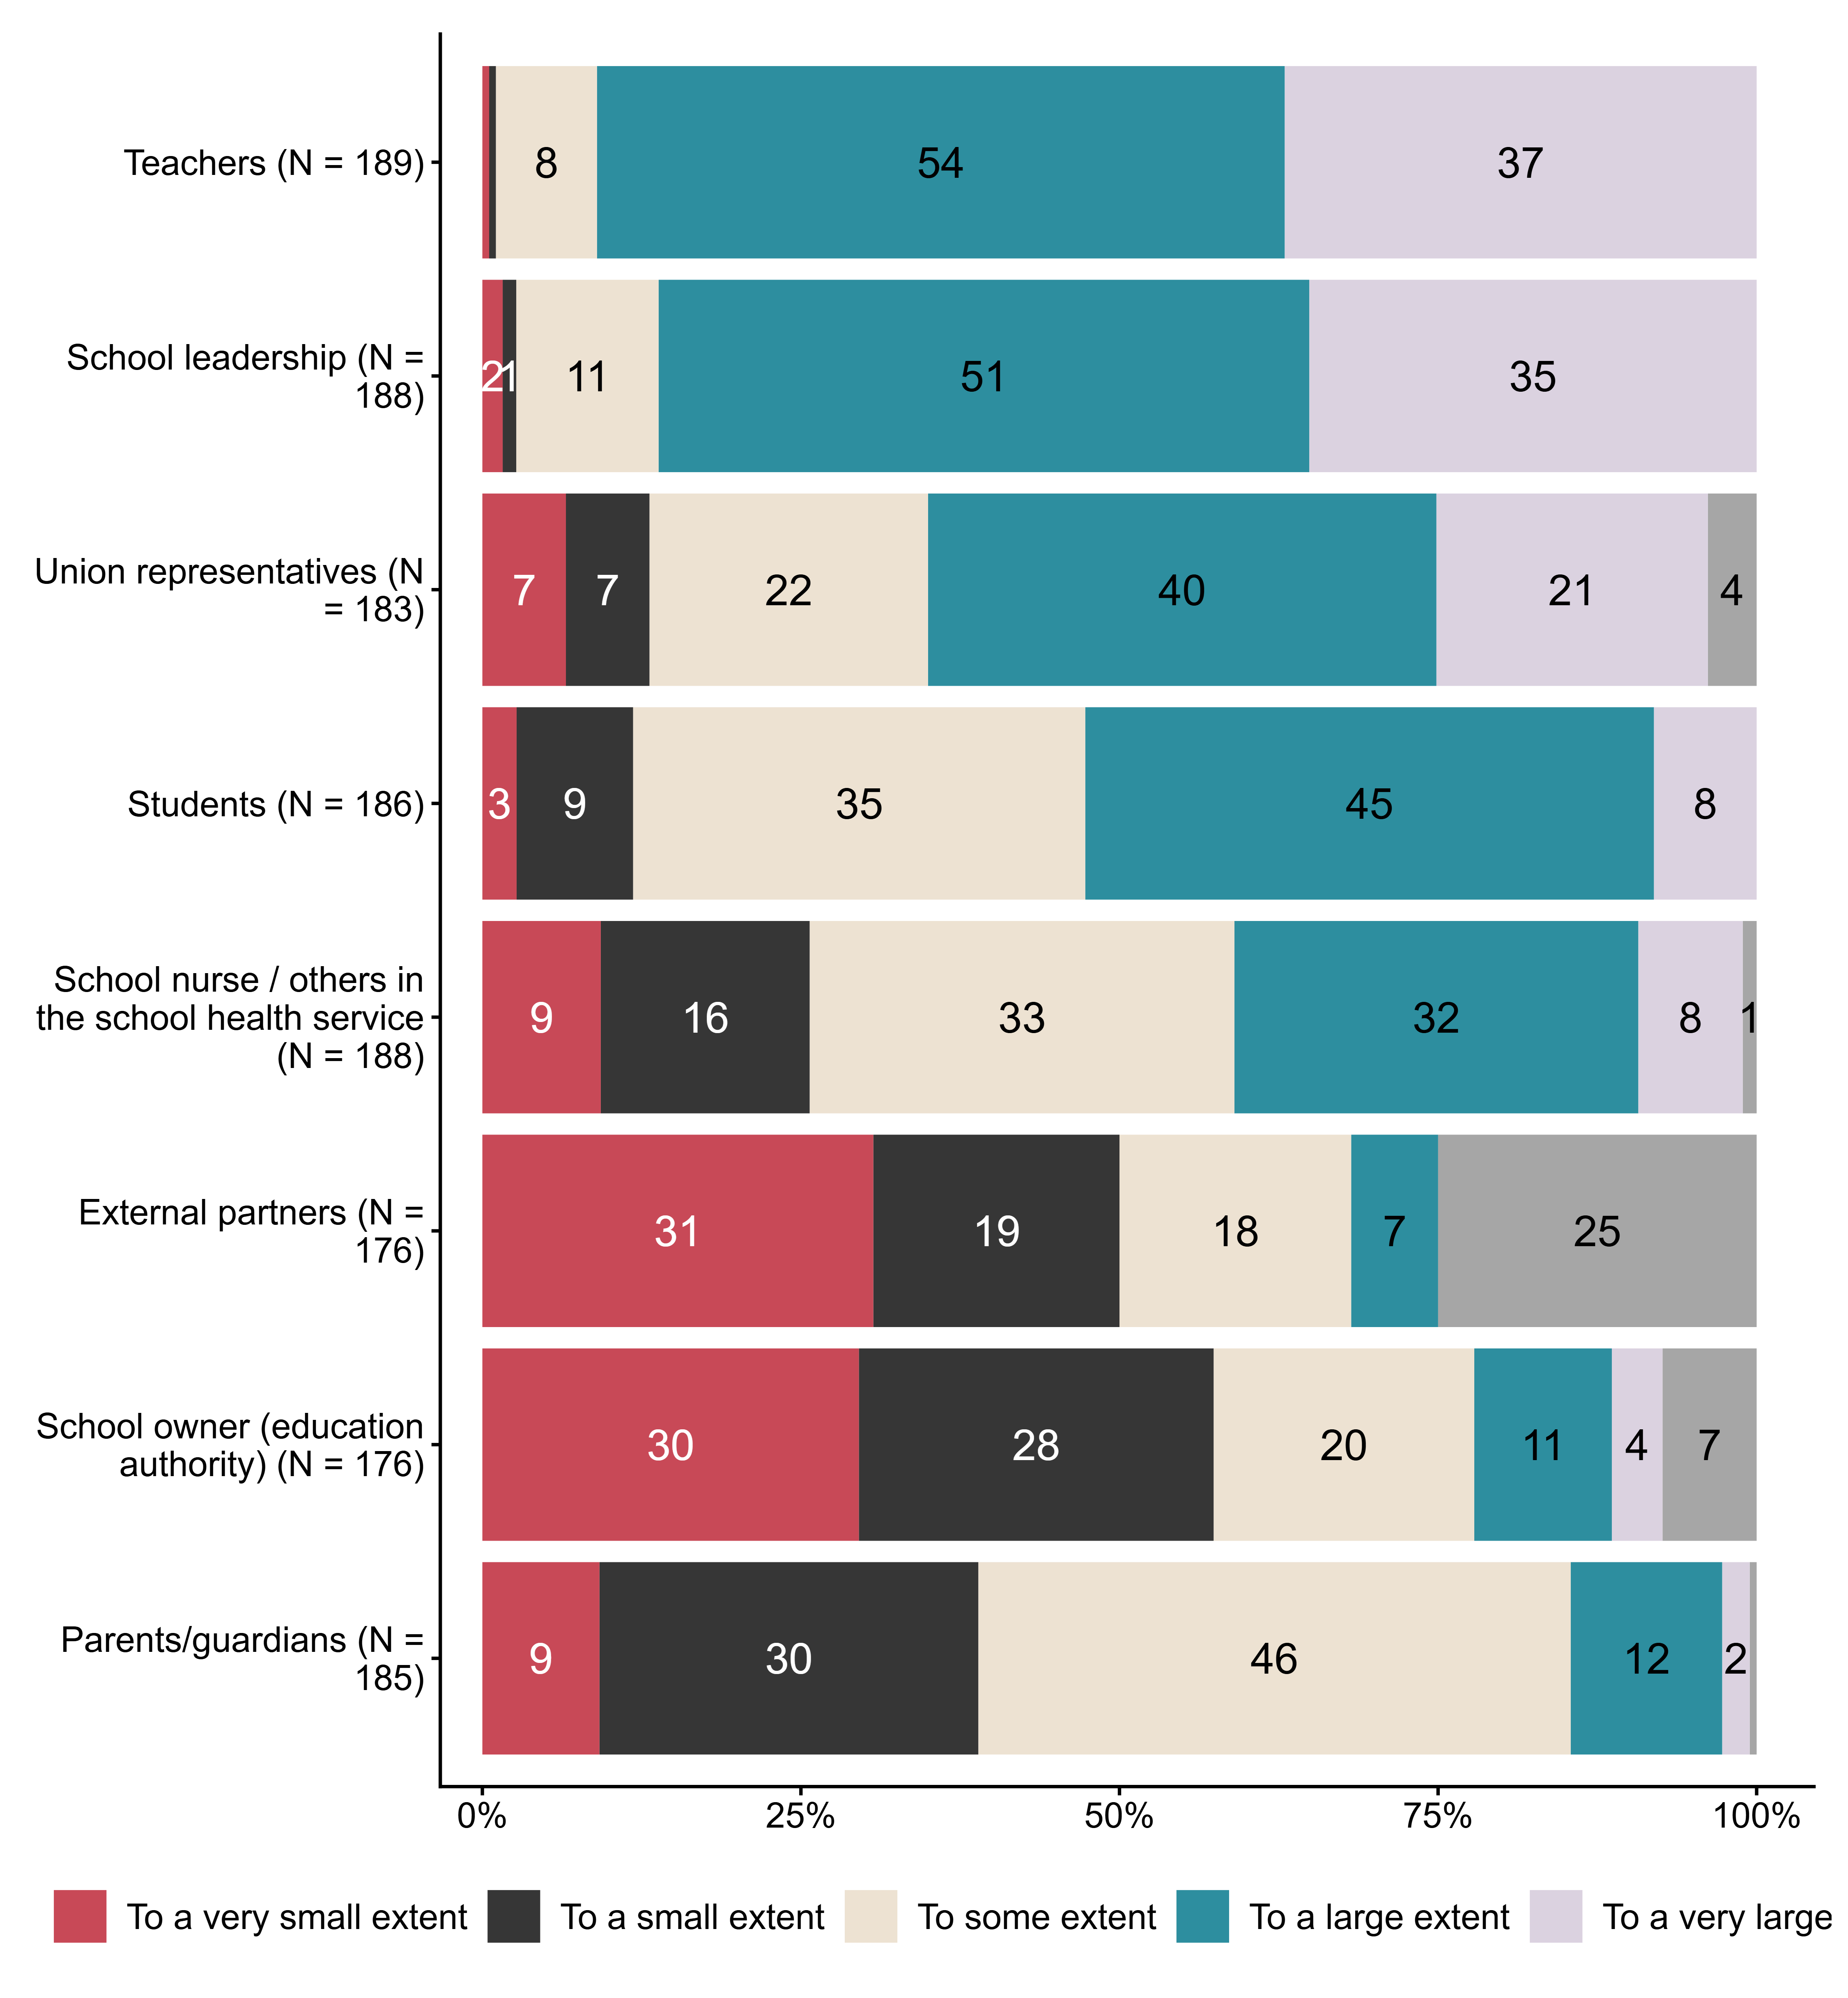 Teachers (N = 189)
8 54 37
School leadership (N =
188)
2 1 11 51 35
Union representatives (N
= 183)
7 7 22 40 21 4
Students (N = 186)
3 9 35 45 8
School nurse / others in
the school health service
(N = 188)
9 16 33 32 8 1
External partners (N =
176)
31 19 18 7 25
School owner (education
authority) (N = 176)
30 28 20 11 4 7
Parents/guardians (N =
185)
9 30 46 12 2
0% 25% 50% 75% 100%
To a very small extent To a small extent To some extent To a large extent To a very large